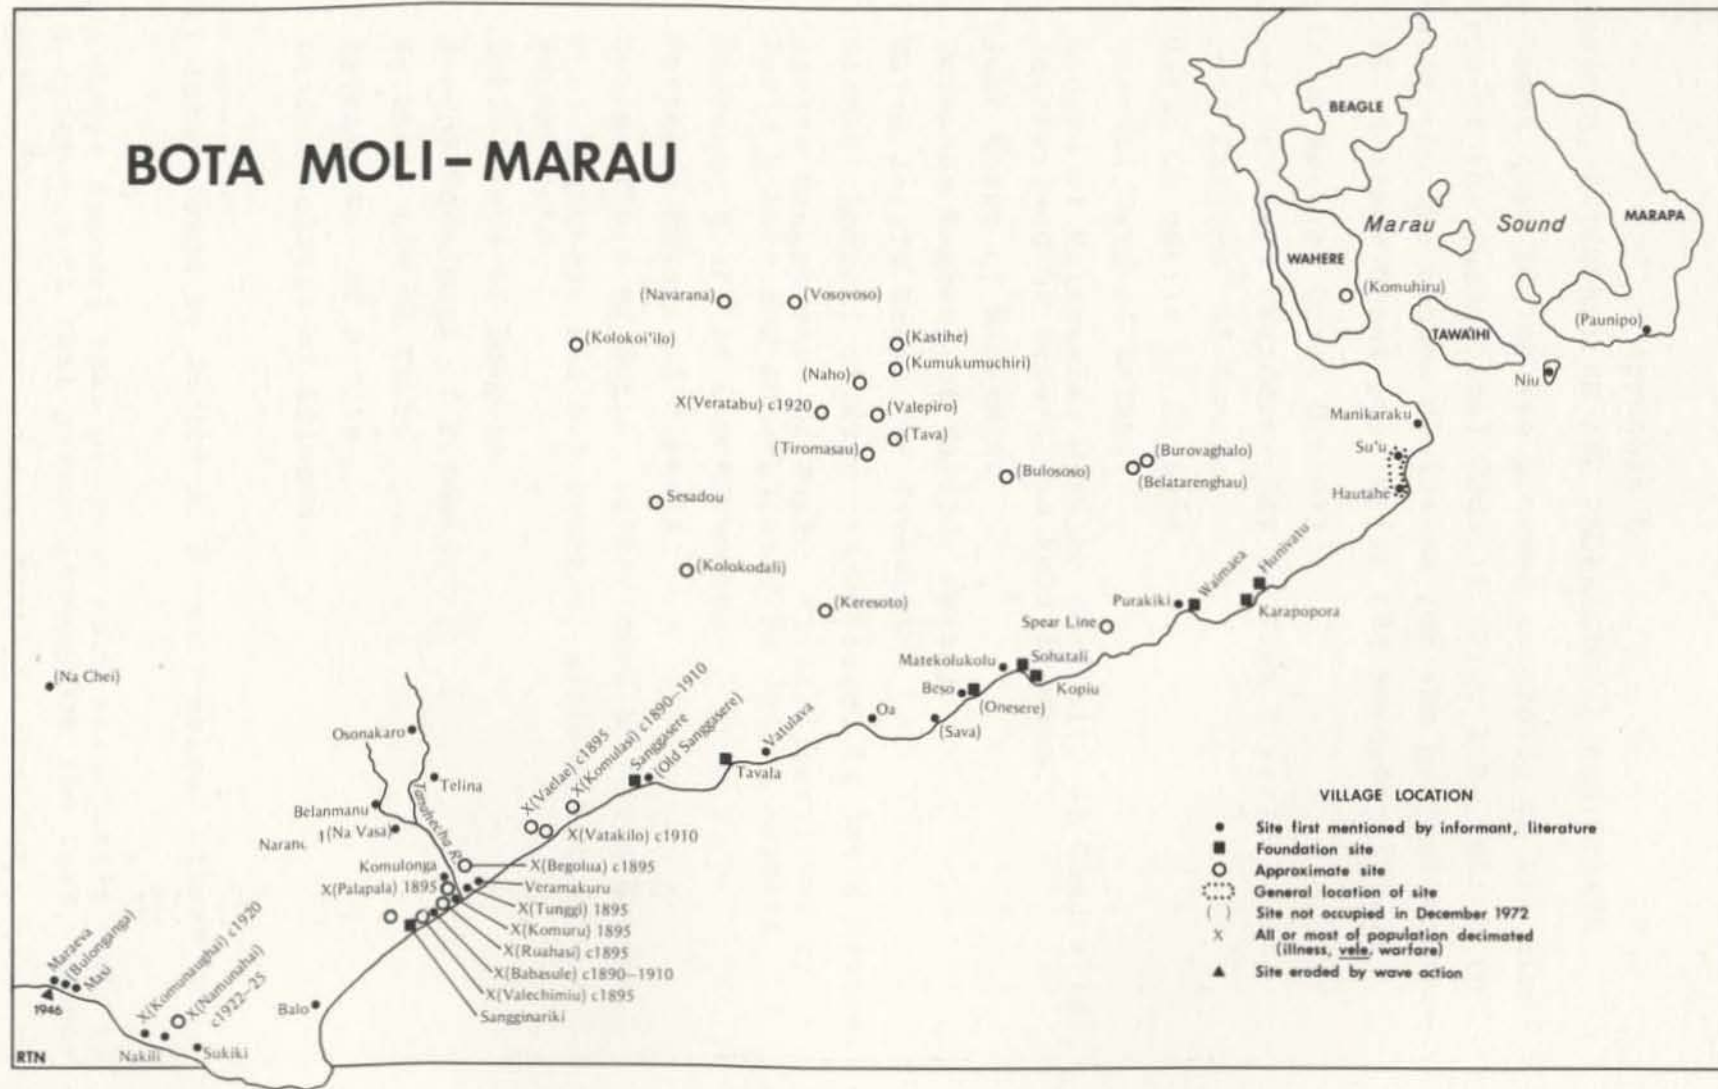 BOTA MOLI – MARAU
BEAGLE
MARAPA
Marau Sound
WAHERE
(Komuhiru)
TAWAIHI
(Paunipo)
Niu
Manikaraku
Su'u
Hautahe
(Navarana)
(Vosovoso)
(Kolokoi'ilo)
(Kastihe)
(Kumukumuchiri)
(Naho)
X(Veratabu) c1920
(Valepiro)
(Tava)
(Tiromasau)
(Bulososo)
(Burovaghalo)
(Belatarenghau)
Sesadou
(Kolokodali)
(Keresoto)
Hunivatu
Waimaea
Purakiki
Karapopora
Spear Line
Sohatali
Matekolukolu
Kopiu
Beso
(Onesere)
(Sava)
Oa
Vatulava
Tavala
(Old Sanggasere)
Sanggasere
X(Komulasi) c1890–1910
X(Vaelae) c1895
X(Vatakilo) c1910
(Na Chei)
Osonakaro
Telina
Belanmanu
(Na Vasa)
Tanahecha R.
Komulonga
X(Palapala) 1895
X(Begolua) c1895
Veramakuru
X(Tunggi) 1895
X(Komuru) 1895
X(Ruahasi) c1895
X(Babasule) c1890–1910
X(Valechimiu) c1895
Sangginariki
Balo
Maraeva
(Bulonganga)
Masi
1946
X(Komunaughai) c1920
X(Namunahai)
c1922–25
Nakili
Sukiki
RTN
VILLAGE LOCATION
Site first mentioned by informant, literature
Foundation site
Approximate site
General location of site
( ) Site not occupied in December 1972
X All or most of population decimated
(illness, vele, warfare)
Site eroded by wave action